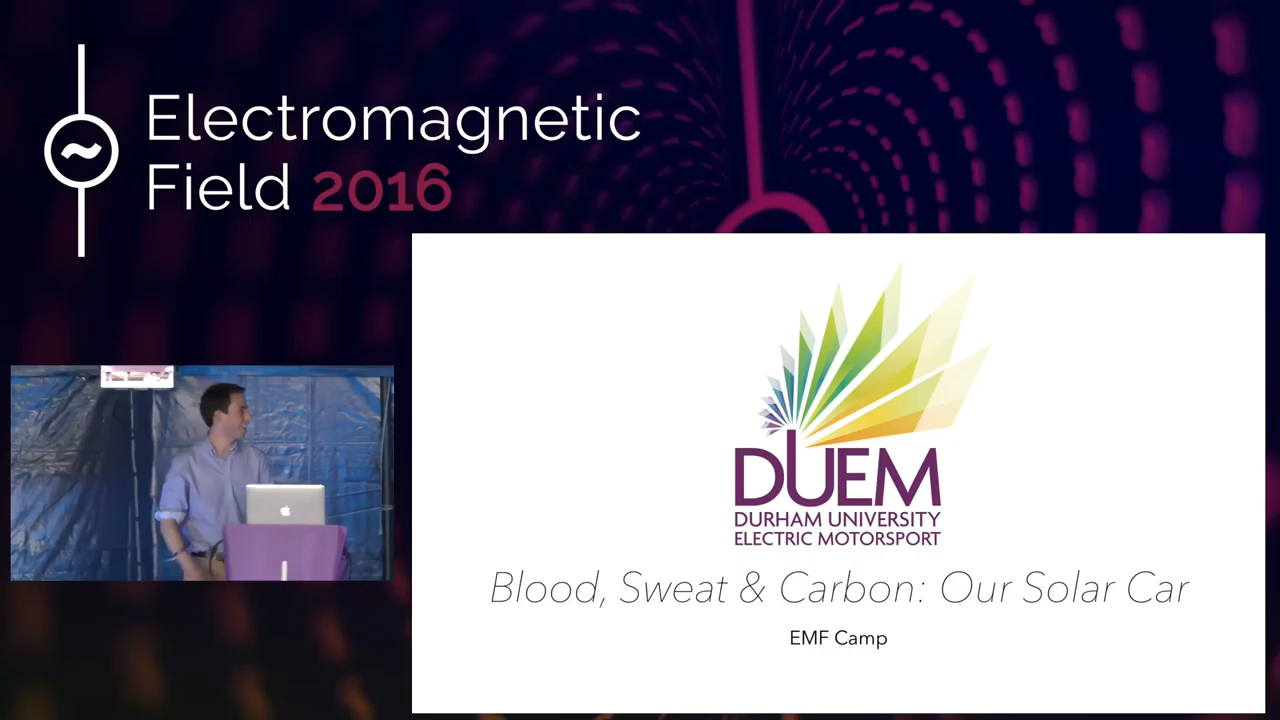 Electromagnetic
Field 2016
DUEM
DURHAM UNIVERSITY
ELECTRIC MOTORSPORT
Blood, Sweat & Carbon: Our Solar Car
EMF Camp